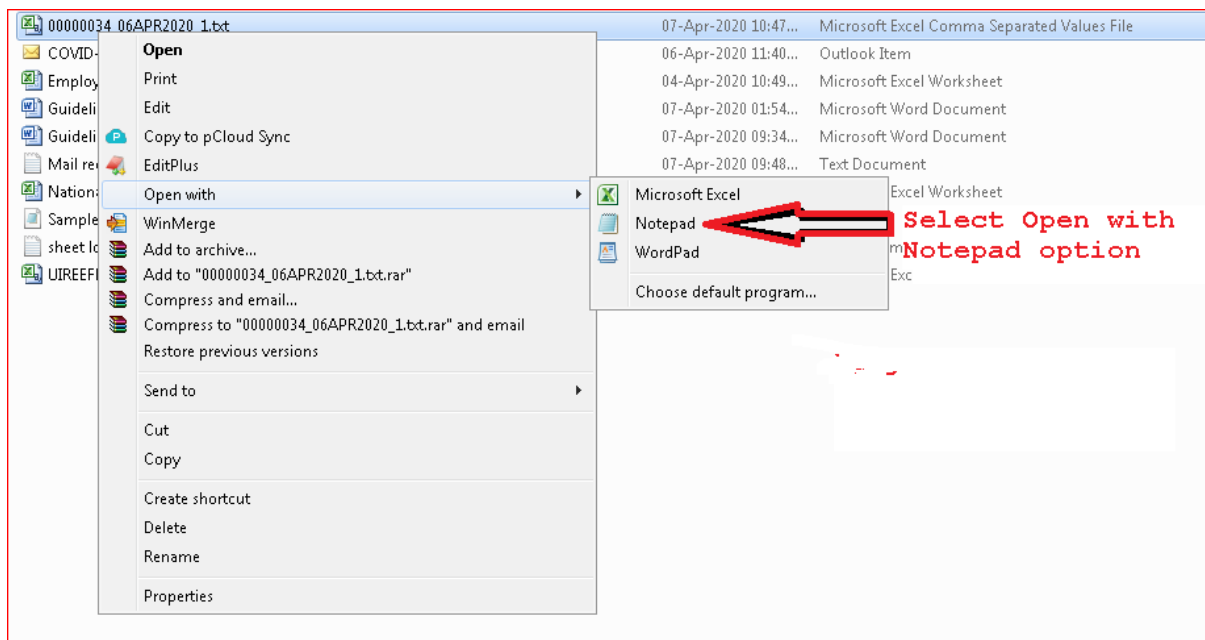 00000034_06APR2020_1.txt 07-Apr-2020 10:47... Microsoft Excel Comma Separated Values File
COVID- 06-Apr-2020 11:40... Outlook Item
Employ 04-Apr-2020 10:49... Microsoft Excel Worksheet
Guideli 07-Apr-2020 01:54... Microsoft Word Document
Guideli 07-Apr-2020 09:34... Microsoft Word Document
Mail re 07-Apr-2020 09:48... Text Document
Nation Excel Worksheet
Sample
sheet lo
UIREEF Exc
Open
Print
Edit
Copy to pCloud Sync
EditPlus
Open with
WinMerge
Add to archive...
Add to "00000034_06APR2020_1.txt.rar"
Compress and email...
Compress to "00000034_06APR2020_1.txt.rar" and email
Restore previous versions
Send to
Cut
Copy
Create shortcut
Delete
Rename
Properties
Microsoft Excel
Notepad
WordPad
Choose default program...
Select Open with
Notepad option